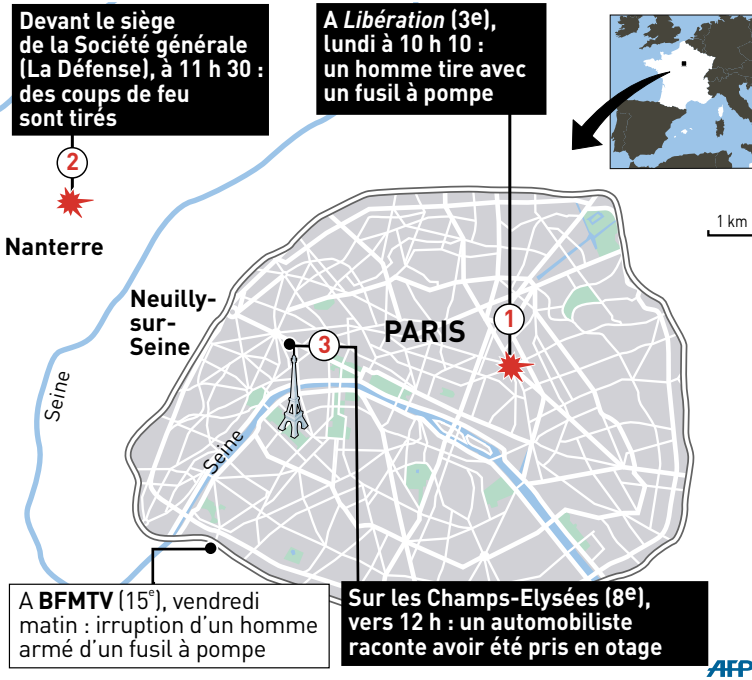 Devant le siège
de la Société générale
(La Défense), à 11 h 30 :
des coups de feu
sont tirés
A Libération (3e),
lundi à 10 h 10 :
un homme tire avec
un fusil à pompe
2
Nanterre
1 km
Neuilly-
sur-
Seine
PARIS
1
3
Seine
Seine
A BFMTV (15e), vendredi
matin : irruption d'un homme
armé d'un fusil à pompe
Sur les Champs-Elysées (8e),
vers 12 h : un automobiliste
raconte avoir été pris en otage
AFP